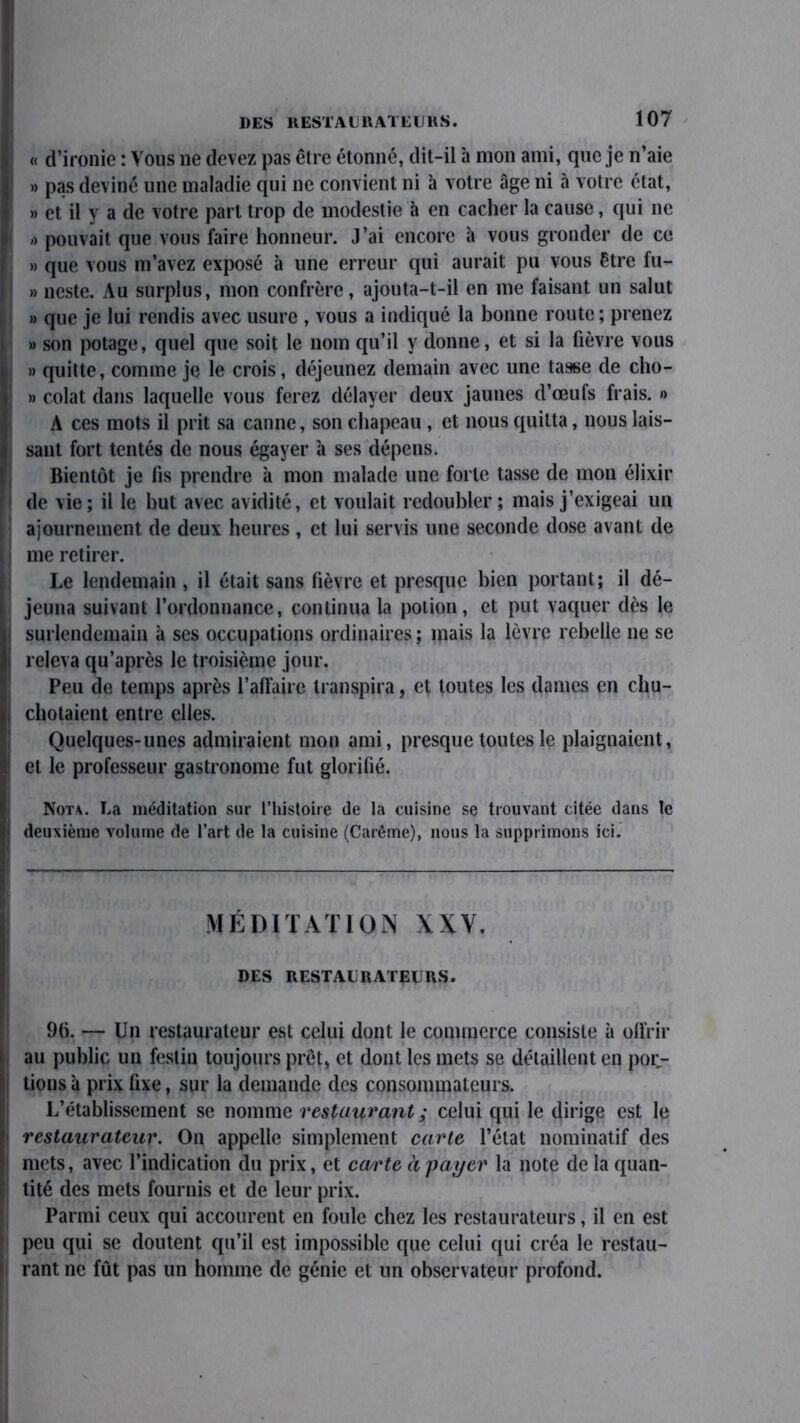 DES RESTAURATEURS. 107
« d'ironie : Vous ne devez pas être étonné, dit-il à mon ami, que je n'aie
» pas deviné une maladie qui ne convient ni à votre âge ni à votre état,
» et il y a de votre part trop de modestie à en cacher la cause, qui ne
» pouvait que vous faire honneur. J'ai encore à vous gronder de ce
» que vous m'avez exposé à une erreur qui aurait pu vous être fu-
» neste. Au surplus, mon confrère, ajouta-t-il en me faisant un salut
» que je lui rendis avec usure , vous a indiqué la bonne route ; prenez
» son potage, quel que soit le nom qu'il y donne, et si la fièvre vous
» quitte, comme je le crois, déjeunez demain avec une tasse de cho-
» colat dans laquelle vous ferez délayer deux jaunes d'œufs frais. »
A ces mots il prit sa canne, son chapeau , et nous quitta, nous lais-
sant fort tentés de nous égayer à ses dépens.
Bientôt je fis prendre à mon malade une forte tasse de mon élixir
de vie ; il le but avec avidité, et voulait redoubler ; mais j'exigeai un
ajournement de deux heures , et lui servis une seconde dose avant de
me retirer.
Le lendemain , il était sans fièvre et presque bien portant ; il dé-
jeuna suivant l'ordonnance, continua la potion, et put vaquer dès le
surlendemain à ses occupations ordinaires ; mais la lèvre rebelle ne se
releva qu'après le troisième jour.
Peu de temps après l'affaire transpira, et toutes les dames en chu-
chotaient entre elles.
Quelques-unes admiraient mon ami, presque toutes le plaignaient,
et le professeur gastronome fut glorifié.
NOTA. La méditation sur l'histoire de la cuisine se trouvant citée dans le
deuxième volume de l'art de la cuisine (Carême), nous la supprimons ici.
MÉDITATION XXV.
DES RESTAURATEURS.
96. — Un restaurateur est celui dont le commerce consiste à offrir
au public un festin toujours prêt, et dont les mets se détaillent en por-
tions à prix fixe, sur la demande des consommateurs.
L'établissement se nomme restaurant ; celui qui le dirige est le
restaurateur. On appelle simplement carte l'état nominatif des
mets, avec l'indication du prix, et carte à payer la note de la quan-
tité des mets fournis et de leur prix.
Parmi ceux qui accourent en foule chez les restaurateurs, il en est
peu qui se doutent qu'il est impossible que celui qui créa le restau-
rant ne fût pas un homme de génie et un observateur profond.